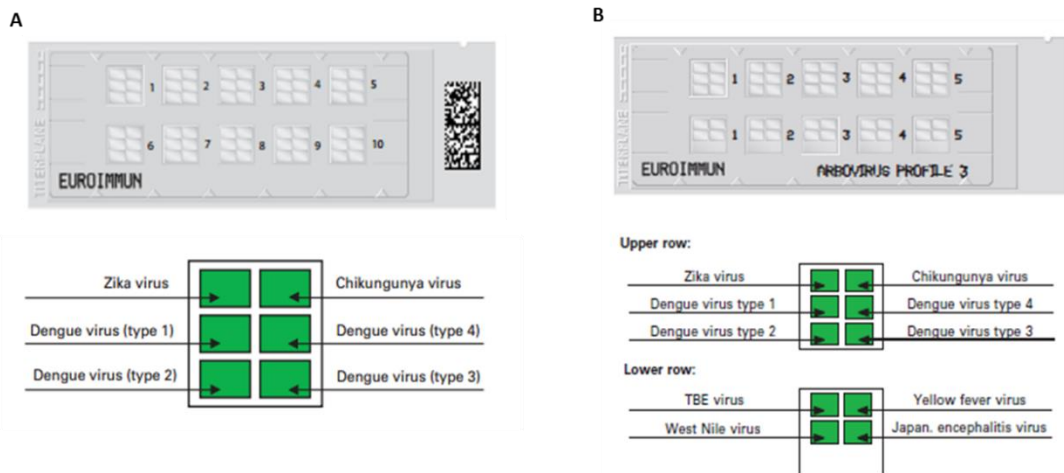 A
1 2 3 4 5
6 7 8 9 10
EUROIMMUN
Zika virus
Chikungunya virus
Dengue virus (type 1)
Dengue virus (type 4)
Dengue virus (type 2)
Dengue virus (type 3)
B
1 2 3 4 5
1 2 3 4 5
EUROIMMUN ARBOVIRUS PROFILE 3
Upper row:
Zika virus
Chikungunya virus
Dengue virus type 1
Dengue virus type 4
Dengue virus type 2
Dengue virus type 3
Lower row:
TBE virus
Yellow fever virus
West Nile virus
Japan. encephalitis virus